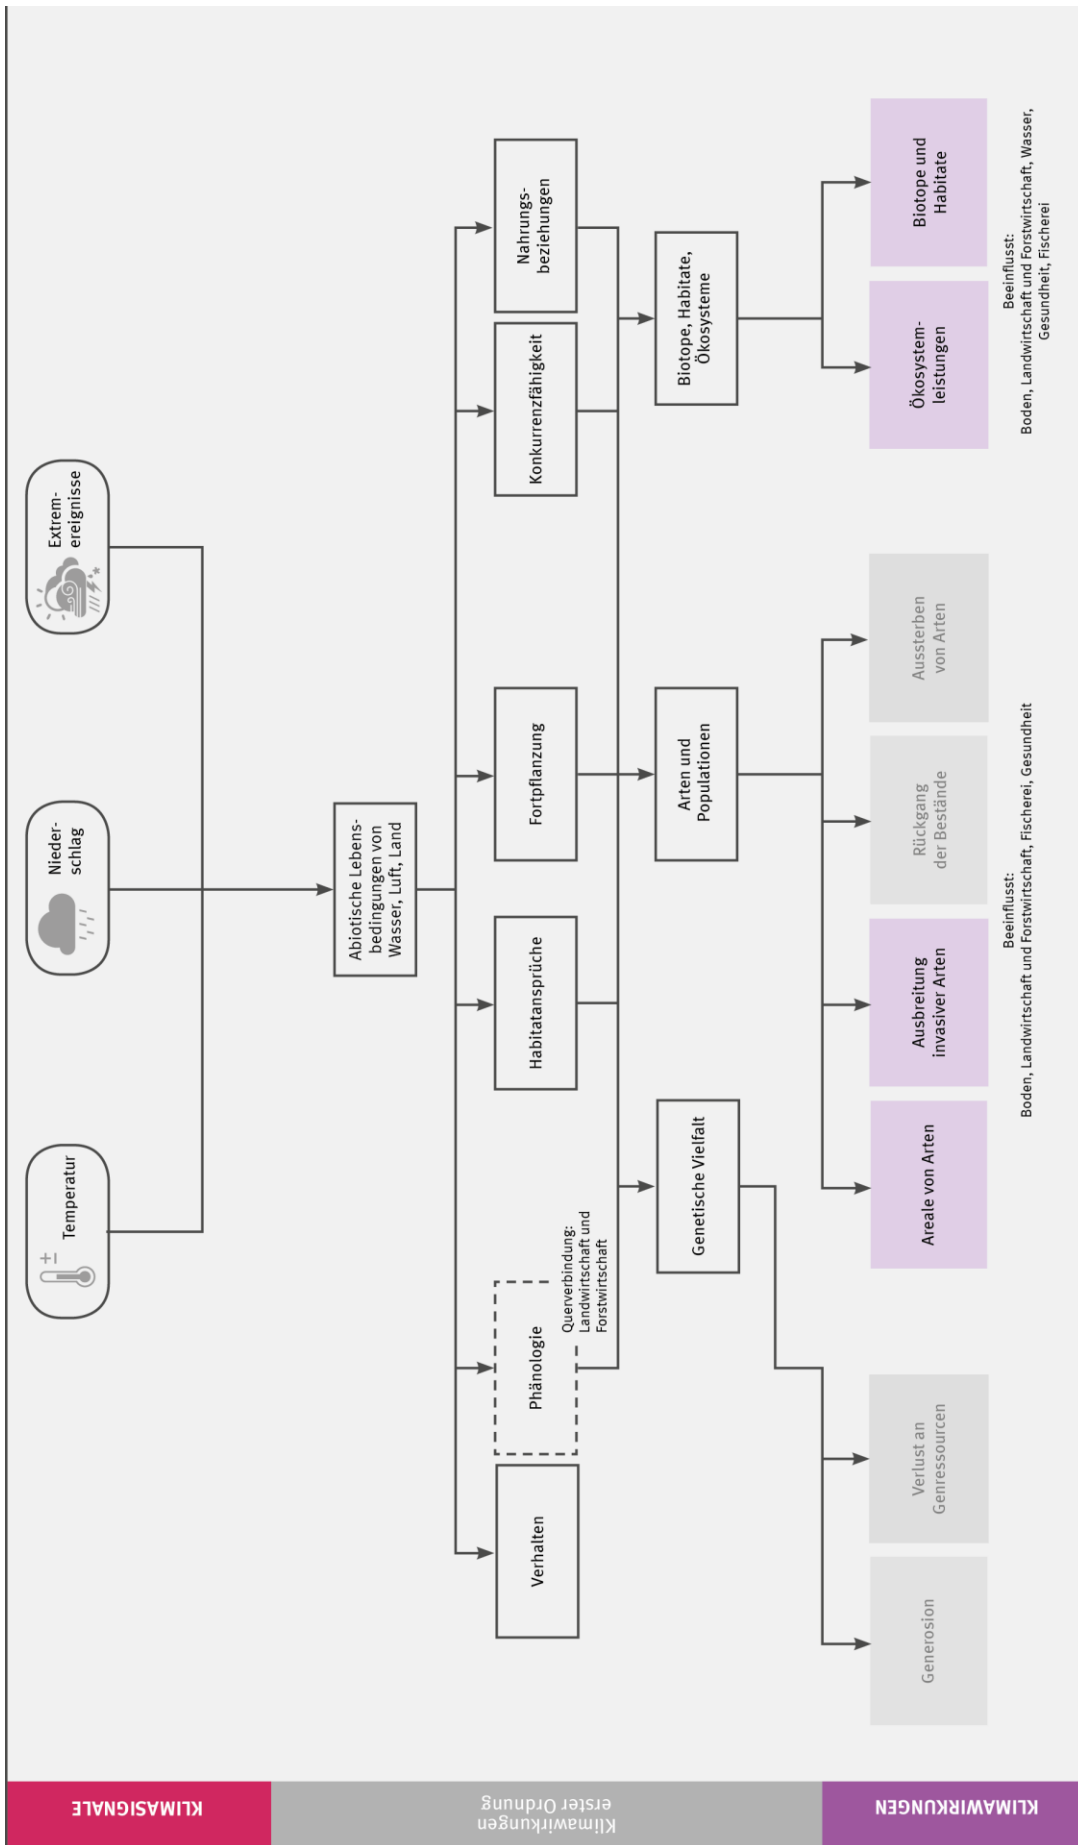 KLIMASIGNALE
Temperatur
Nieder-
schlag
Extrem-
ereignisse
Klimawirkungen
erster Ordnung
Abiotische Lebens-
bedingungen von
Wasser, Luft, Land
Verhalten
Phänologie
Habitatansprüche
Fortpflanzung
Konkurrenzfähigkeit
Nahrungs-
beziehungen
Querverbindung:
Landwirtschaft und
Forstwirtschaft
Genetische Vielfalt
Arten und
Populationen
Biotope, Habitate,
Ökosysteme
KLIMAWIRKUNGEN
Generosion
Verlust an
Genressourcen
Areale von Arten
Ausbreitung
invasiver Arten
Rückgang
der Bestände
Aussterben
von Arten
Ökosystem-
leistungen
Biotope und
Habitate
Beeinflusst:
Boden, Landwirtschaft und Forstwirtschaft, Fischerei, Gesundheit
Beeinflusst:
Boden, Landwirtschaft und Forstwirtschaft, Wasser,
Gesundheit, Fischerei